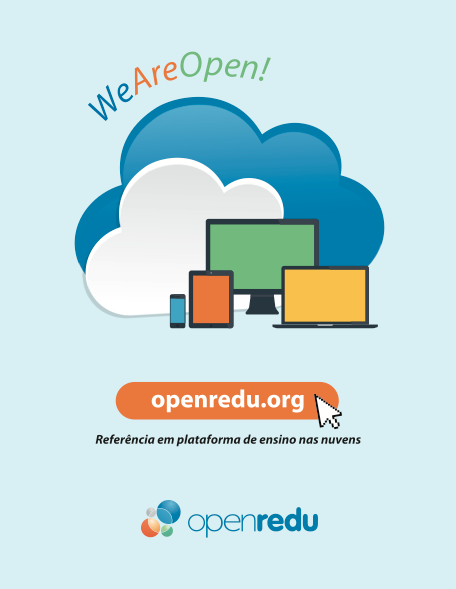 WeAreOpen!
openredu.org
Referência em plataforma de ensino nas nuvens
openredu